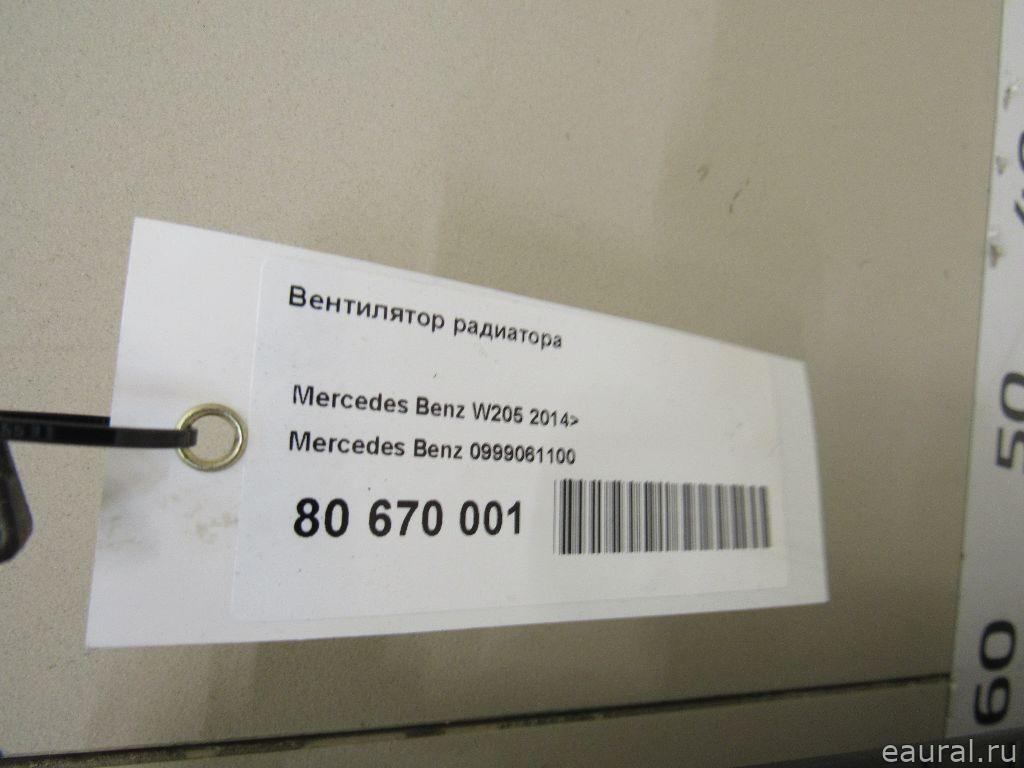 Вентилятор радиатора
Mercedes Benz W205 2014>
Mercedes Benz 0999061100
80 670 001
50
60
eaural.ru